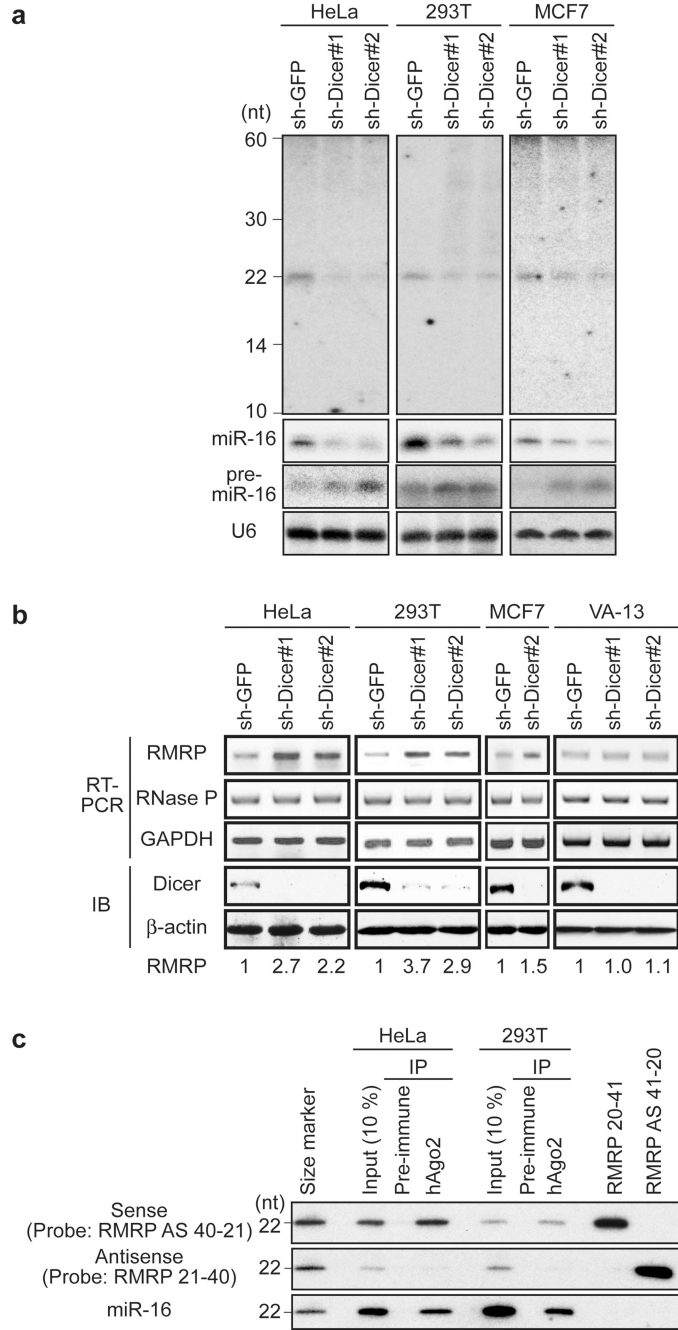 a
HeLa 293T MCF7
sh-GFP sh-Dicer#1 sh-Dicer#2 sh-GFP sh-Dicer#1 sh-Dicer#2 sh-GFP sh-Dicer#1 sh-Dicer#2
(nt)
60
30
22
14
10
miR-16
pre-
miR-16
U6
b
HeLa 293T MCF7 VA-13
sh-GFP sh-Dicer#1 sh-Dicer#2 sh-GFP sh-Dicer#1 sh-Dicer#2 sh-GFP sh-Dicer#2 sh-GFP sh-Dicer#1 sh-Dicer#2
RT-
PCR
RMRP
RNase P
GAPDH
IB
Dicer
β-actin
RMRP 1 2.7 2.2 1 3.7 2.9 1 1.5 1 1.0 1.1
c
HeLa 293T
IP IP
Size marker Input (10 %) Pre-immune hAgo2 Input (10 %) Pre-immune hAgo2 RMRP 20-41 RMRP AS 41-20
(nt)
Sense
(Probe: RMRP AS 40-21) 22
Antisense
(Probe: RMRP 21-40) 22
miR-16 22